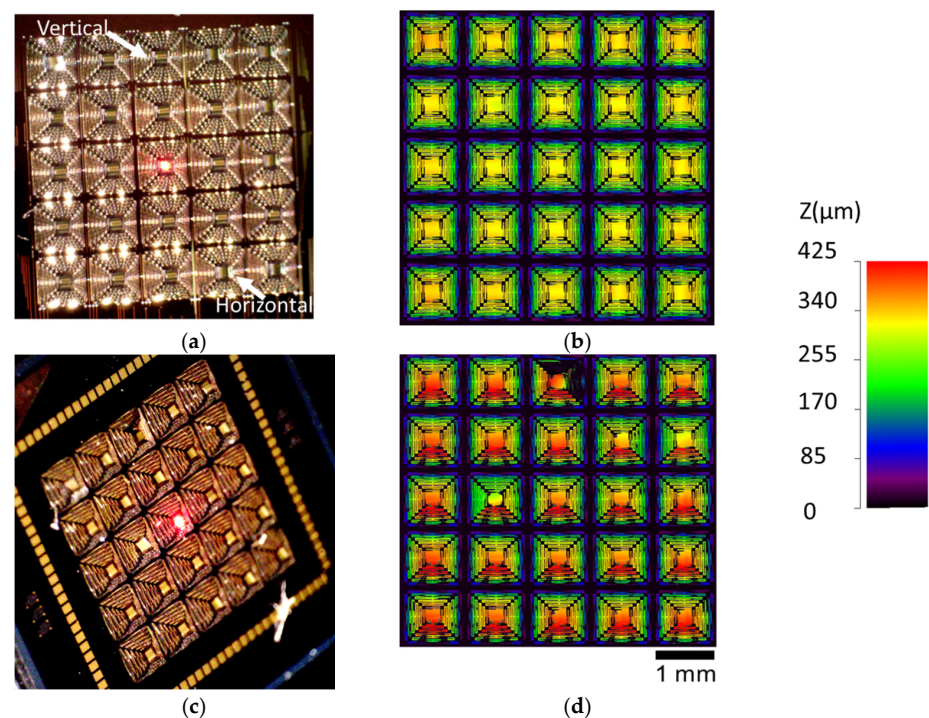 Vertical
Horizontal
(a)
(b)
Z(μm)
425
340
255
170
85
0
1 mm
(c)
(d)